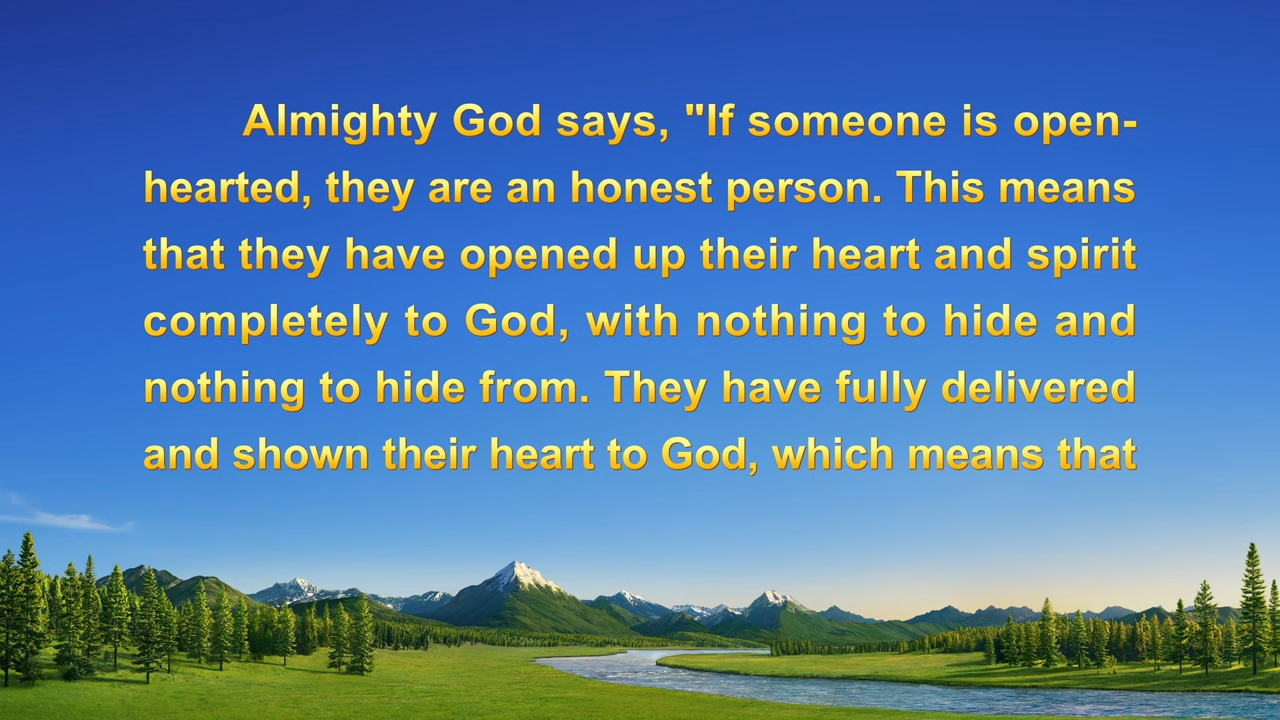 Almighty God says, "If someone is open-
hearted, they are an honest person. This means
that they have opened up their heart and spirit
completely to God, with nothing to hide and
nothing to hide from. They have fully delivered
and shown their heart to God, which means that